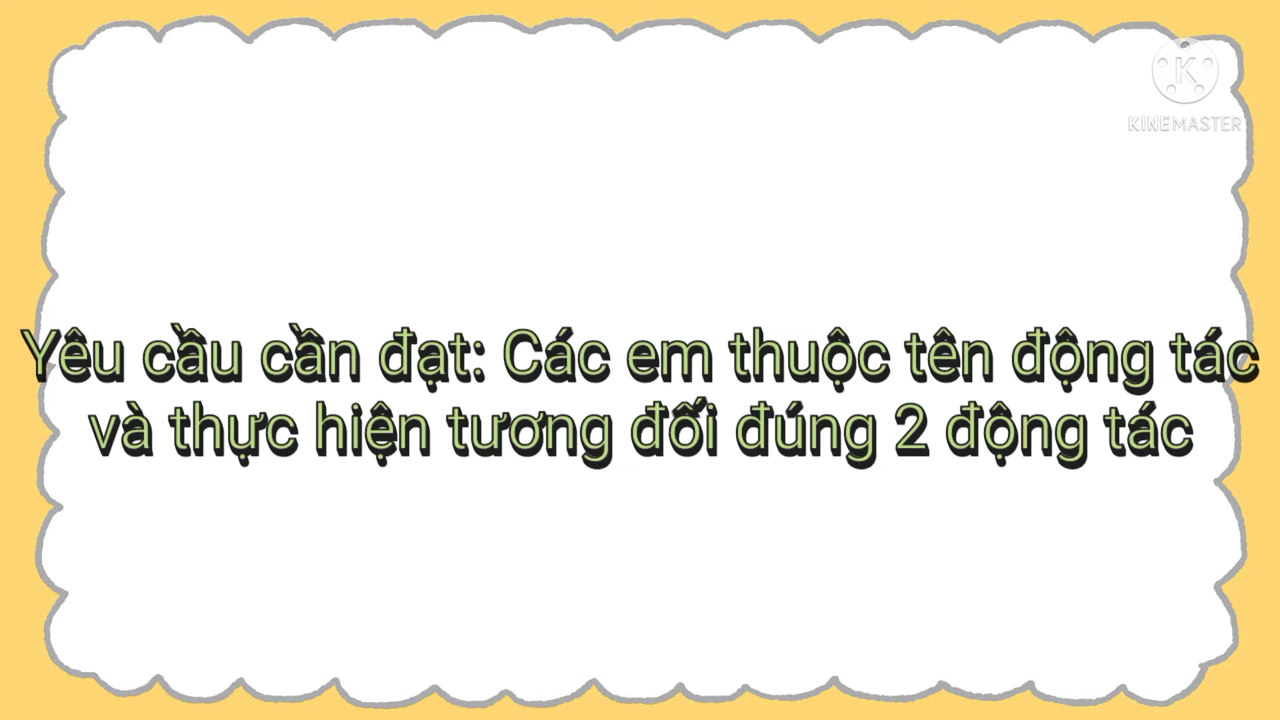 KINEMASTER
Yêu cầu cần đạt: Các em thuộc tên động tác
và thực hiện tương đối đúng 2 động tác